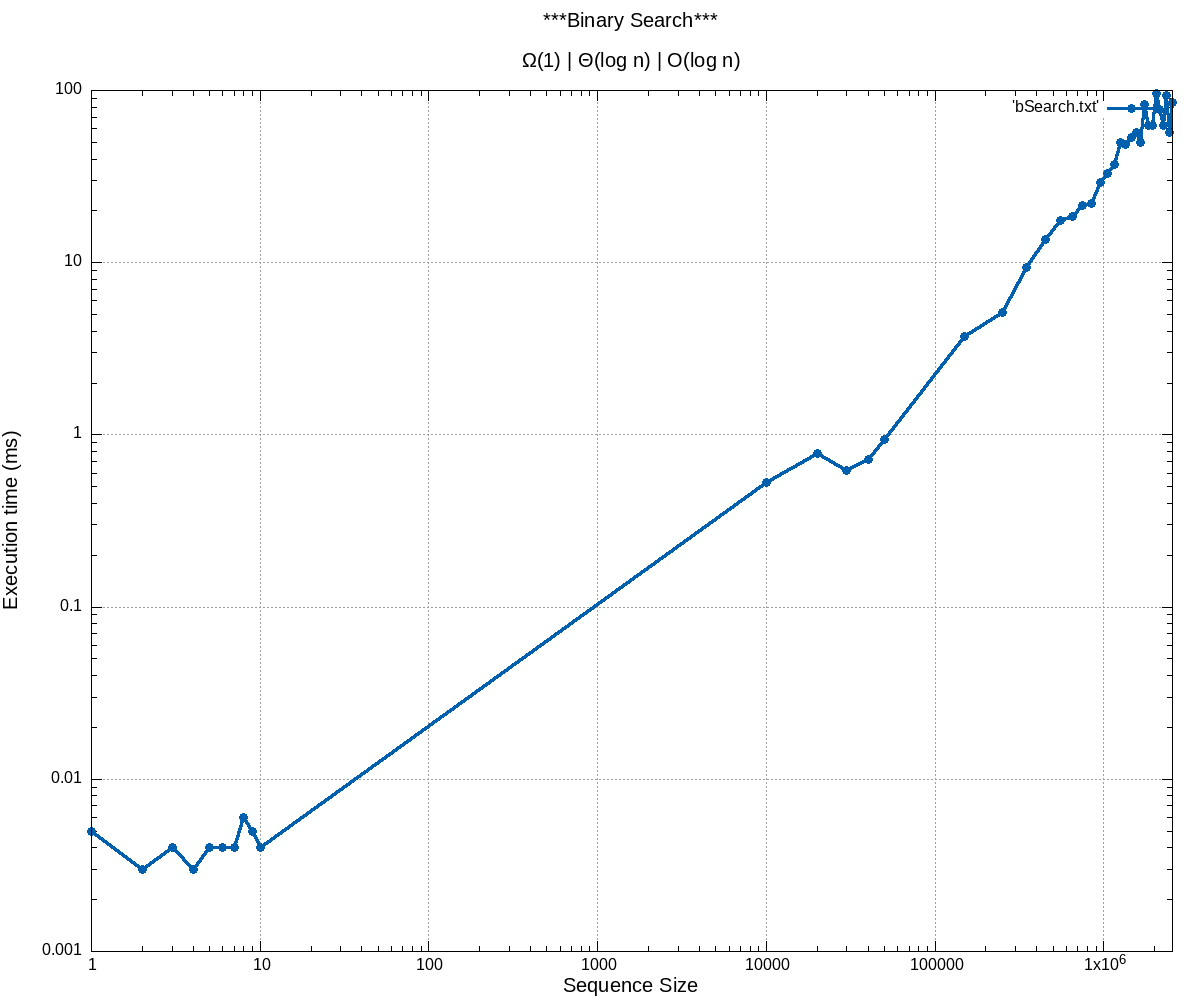 ***Binary Search***
Ω(1) | Θ(log n) | O(log n)
'bSearch.txt'
100
10
1
0.1
0.01
0.001
Execution time (ms)
1 10 100 1000 10000 100000 1x10⁶
Sequence Size